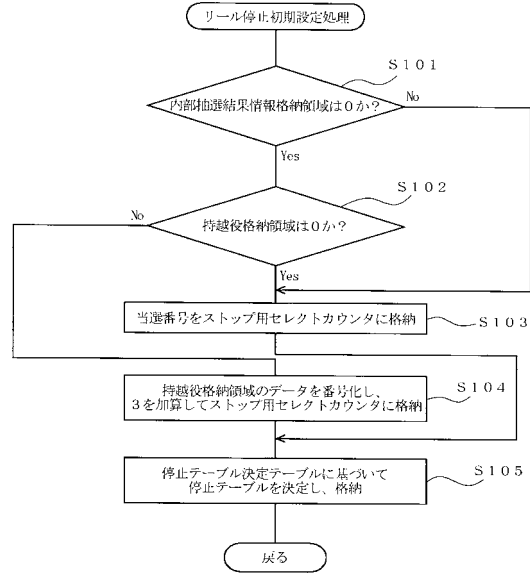 リール停止初期設定処理
S101
内部抽選結果情報格納領域は0か？
No
Yes
S102
No
持越役格納領域は0か？
Yes
当選番号をストップ用セレクトカウンタに格納
S103
持越役格納領域のデータを番号化し、
3を加算してストップ用セレクトカウンタに格納
S104
停止テーブル決定テーブルに基づいて
停止テーブルを決定し、格納
S105
戻る